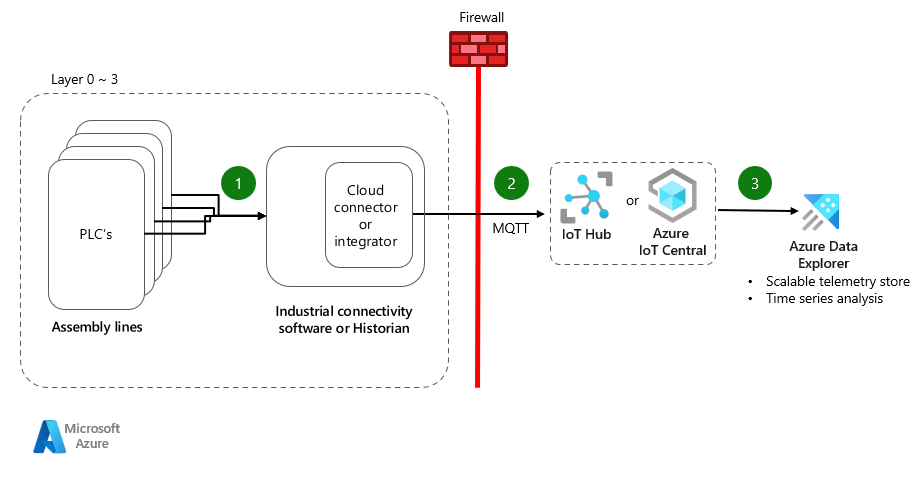 Firewall
Layer 0 ~ 3
1
2
3
PLC's
Cloud
connector
or
integrator
MQTT
IoT Hub
or
Azure
IoT Central
Azure Data
Explorer
• Scalable telemetry store
• Time series analysis
Assembly lines
Industrial connectivity
software or Historian
Microsoft
Azure